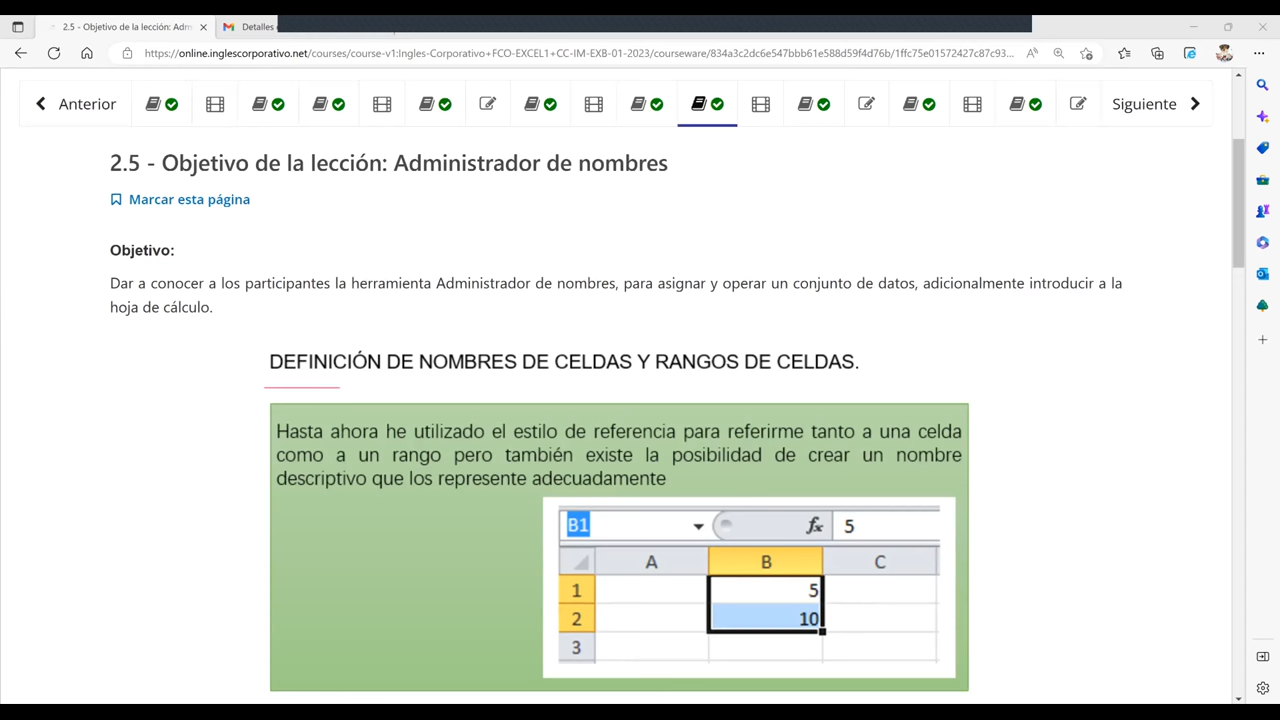 2.5 - Objetivo de la lección: Adm
Detalles
https://online.inglescorporativo.net/courses/course-v1:Ingles-Corporativo+FCO-EXCEL1+CC-IM-EXB-01-2023/courseware/834a3c2dc6e547bbb61e588d59f4d76b/1ffc75e01572427c87c93...
Anterior
Siguiente
2.5 - Objetivo de la lección: Administrador de nombres
Marcar esta página
Objetivo:
Dar a conocer a los participantes la herramienta Administrador de nombres, para asignar y operar un conjunto de datos, adicionalmente introducir a la
hoja de cálculo.
DEFINICIÓN DE NOMBRES DE CELDAS Y RANGOS DE CELDAS.
Hasta ahora he utilizado el estilo de referencia para referirme tanto a una celda
como a un rango pero también existe la posibilidad de crear un nombre
descriptivo que los represente adecuadamente
B1 fx 5
A B C
1 5
2 10
3